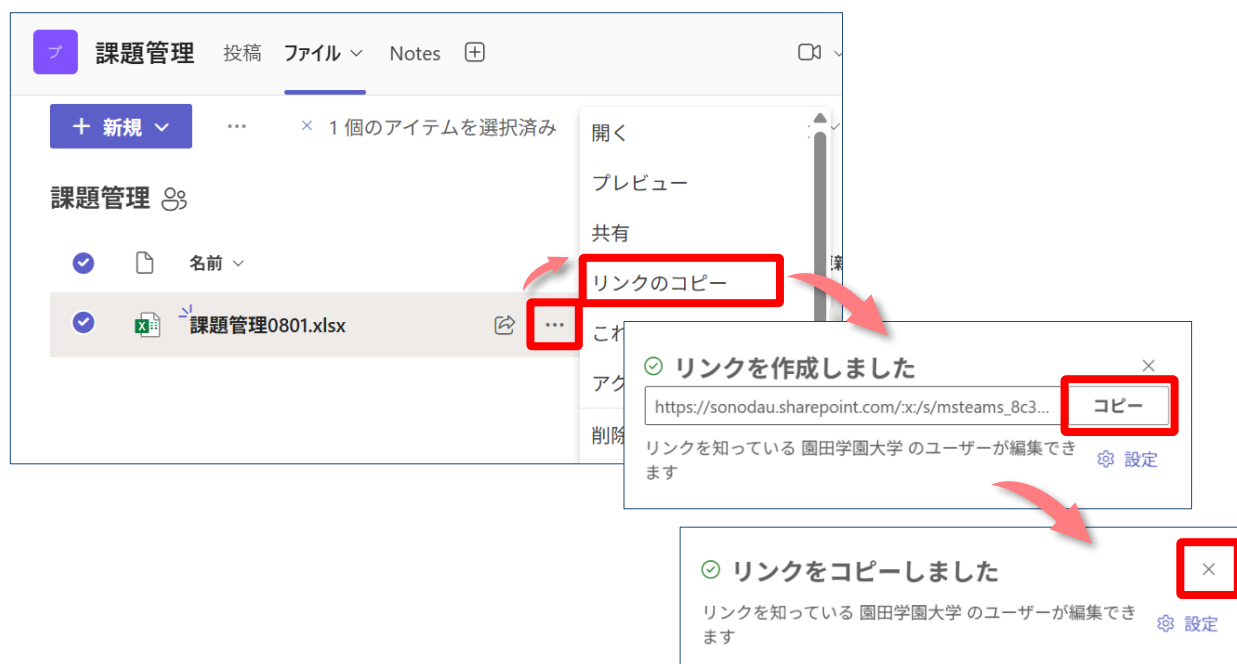 プ 課題管理 投稿 ファイル Notes
新規 ... × 1 個のアイテムを選択済み
課題管理
名前
課題管理0801.xlsx ...
開く
プレビュー
共有
リンクのコピー
これ
アク
削除
リンクを作成しました ×
https://sonodau.sharepoint.com/:x:/s/msteams_8c3... コピー
リンクを知っている 園田学園大学 のユーザーが編集でき
ます
設定
リンクをコピーしました ×
リンクを知っている 園田学園大学 のユーザーが編集でき
ます
設定